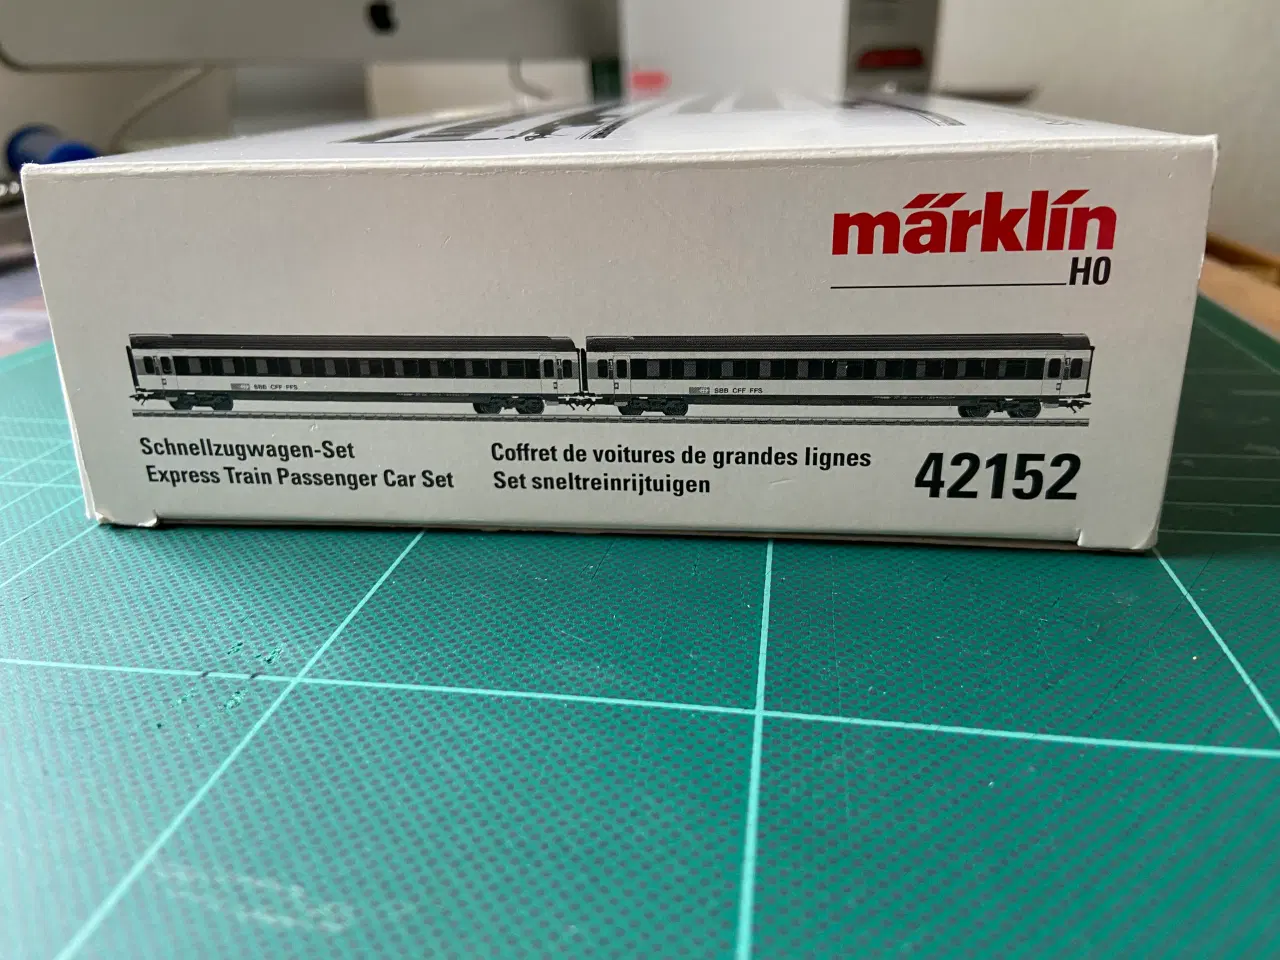 märklin
HO
SBB CFF FFS
SBB CFF FFS
Schnellzugwagen-Set
Express Train Passenger Car Set
Coffret de voitures de grandes lignes
Set sneltreinrijtuigen
42152